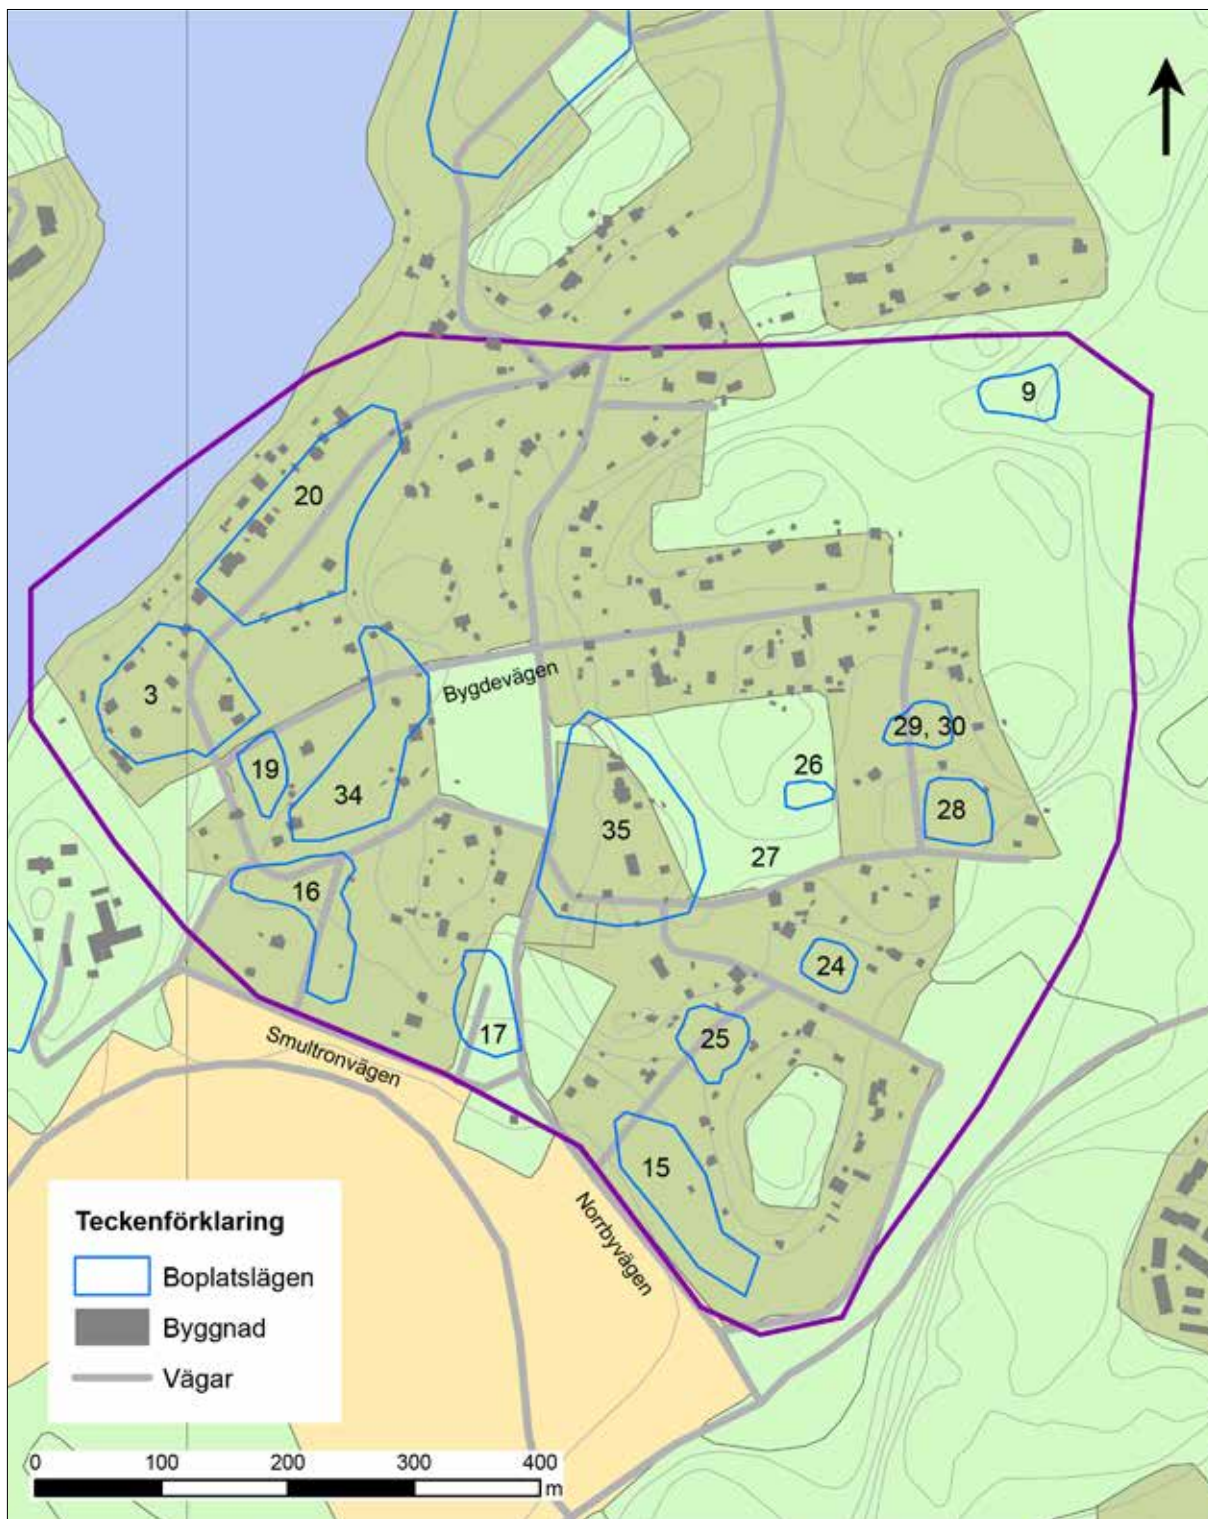 9
20
3
Bygdevägen
29, 30
19
26
34
28
35
27
16
24
17
25
Smultronvägen
15
Norrbyvägen
Teckenförklaring
Boplatslägen
Byggnad
Vägar
0 100 200 300 400
m